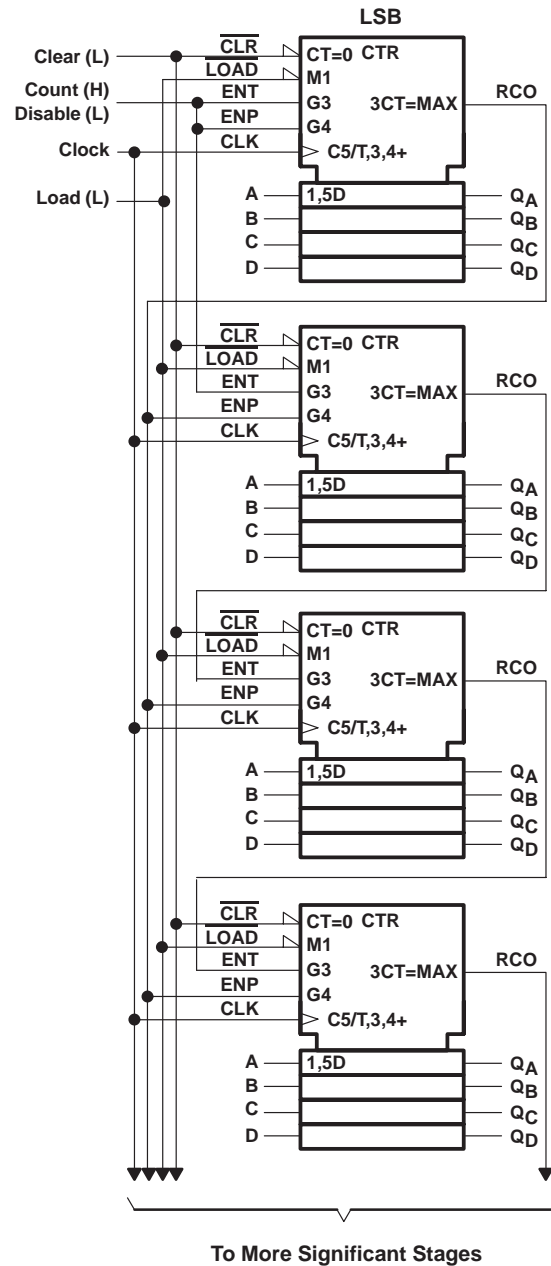 LSB
Clear (L)
CLR
CT=0 CTR
LOAD
M1
Count (H)
Disable (L)
ENT
G3
3CT=MAX
RCO
ENP
G4
Clock
CLK
C5/T,3,4+
Load (L)
A
1,5D
QA
B
QB
C
QC
D
QD
CLR
CT=0 CTR
LOAD
M1
ENT
G3
3CT=MAX
RCO
ENP
G4
CLK
C5/T,3,4+
A
1,5D
QA
B
QB
C
QC
D
QD
CLR
CT=0 CTR
LOAD
M1
ENT
G3
3CT=MAX
RCO
ENP
G4
CLK
C5/T,3,4+
A
1,5D
QA
B
QB
C
QC
D
QD
CLR
CT=0 CTR
LOAD
M1
ENT
G3
3CT=MAX
RCO
ENP
G4
CLK
C5/T,3,4+
A
1,5D
QA
B
QB
C
QC
D
QD
To More Significant Stages